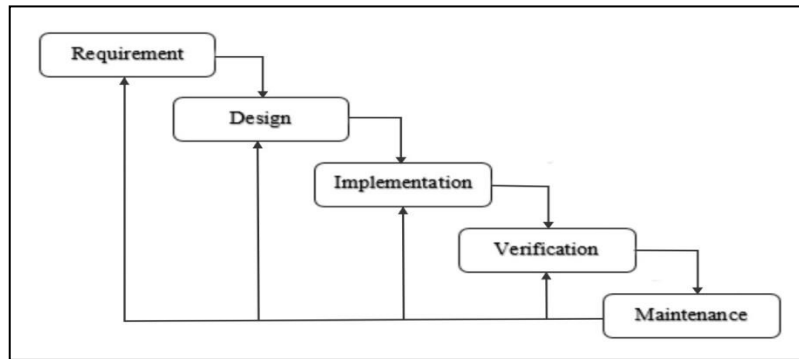 Requirement
Design
Implementation
Verification
Maintenance